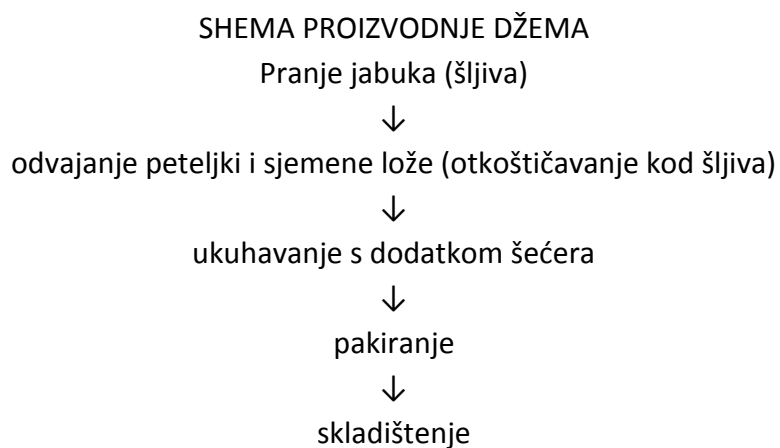 SHEMA PROIZVODNJE DŽEMA
Pranje jabuka (šljiva)
↓
odvajanje peteljki i sjemene lože (otkoštičavanje kod šljiva)
↓
ukuhavanje s dodatkom šećera
↓
pakiranje
↓
skladištenje